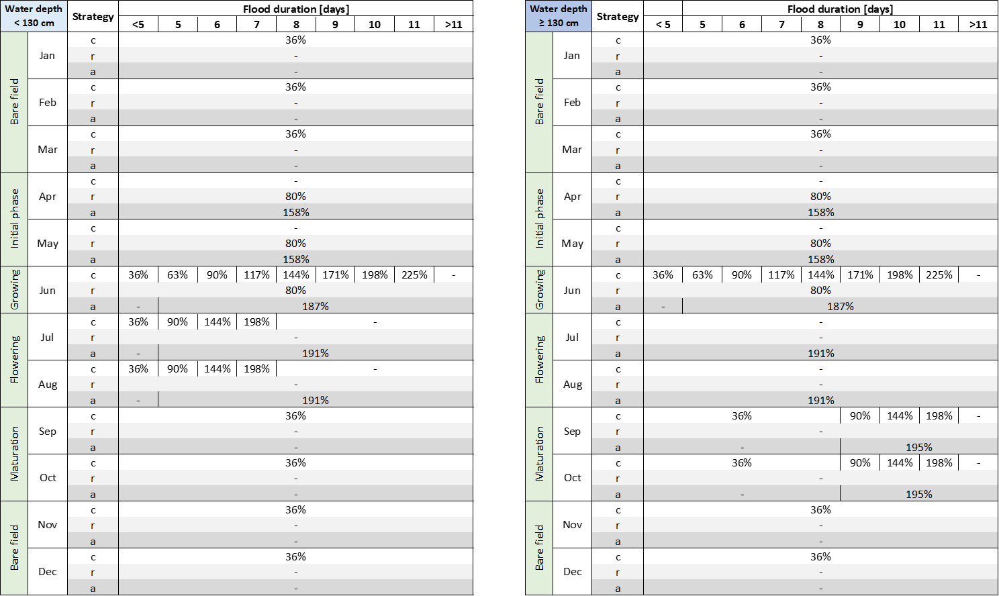 Water depth < 130 cm Strategy Flood duration [days]
<5 5 6 7 8 9 10 11 >11
Bare field
Jan c 36%
r -
a -
Feb c 36%
r -
a -
Mar c 36%
r -
a -
Initial phase
Apr c -
r 80%
a 158%
May c -
r 80%
a 158%
Growing
Jun c 36% 63% 90% 117% 144% 171% 198% 225% -
r 80%
a - 187%
Flowering
Jul c 36% 90% 144% 198% -
r -
a - 191%
Aug c 36% 90% 144% 198% -
r -
a - 191%
Maturation
Sep c 36%
r -
a -
Oct c 36%
r -
a -
Bare field
Nov c 36%
r -
a -
Dec c 36%
r -
a -
Water depth ≥ 130 cm Strategy Flood duration [days]
< 5 5 6 7 8 9 10 11 >11
Bare field
Jan c 36%
r -
a -
Feb c 36%
r -
a -
Mar c 36%
r -
a -
Initial phase
Apr c -
r 80%
a 158%
May c -
r 80%
a 158%
Growing
Jun c 36% 63% 90% 117% 144% 171% 198% 225% -
r 80%
a - 187%
Flowering
Jul c -
r -
a 191%
Aug c -
r -
a 191%
Maturation
Sep c 36% 90% 144% 198% -
r -
a - 195%
Oct c 36% 90% 144% 198% -
r -
a - 195%
Bare field
Nov c 36%
r -
a -
Dec c 36%
r -
a -